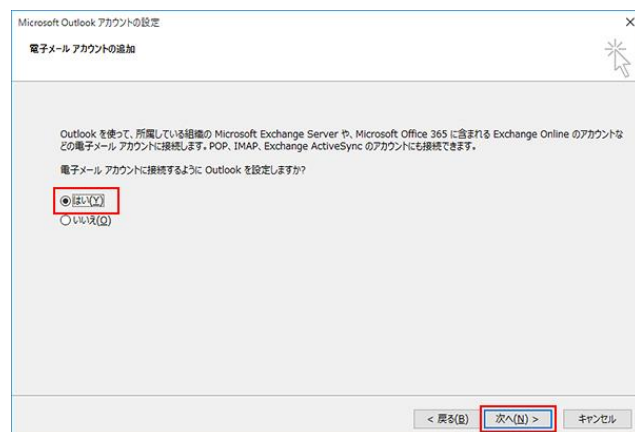 Microsoft Outlook アカウントの設定
電子メール アカウントの追加
Outlook を使って、所属している組織の Microsoft Exchange Server や、Microsoft Office 365 に含まれる Exchange Online のアカウントな
どの電子メール アカウントに接続します。POP、IMAP、Exchange ActiveSync のアカウントにも接続できます。
電子メール アカウントに接続するように Outlook を設定しますか?
はい(Y)
いいえ(O)
< 戻る(B) 次へ(N) > キャンセル